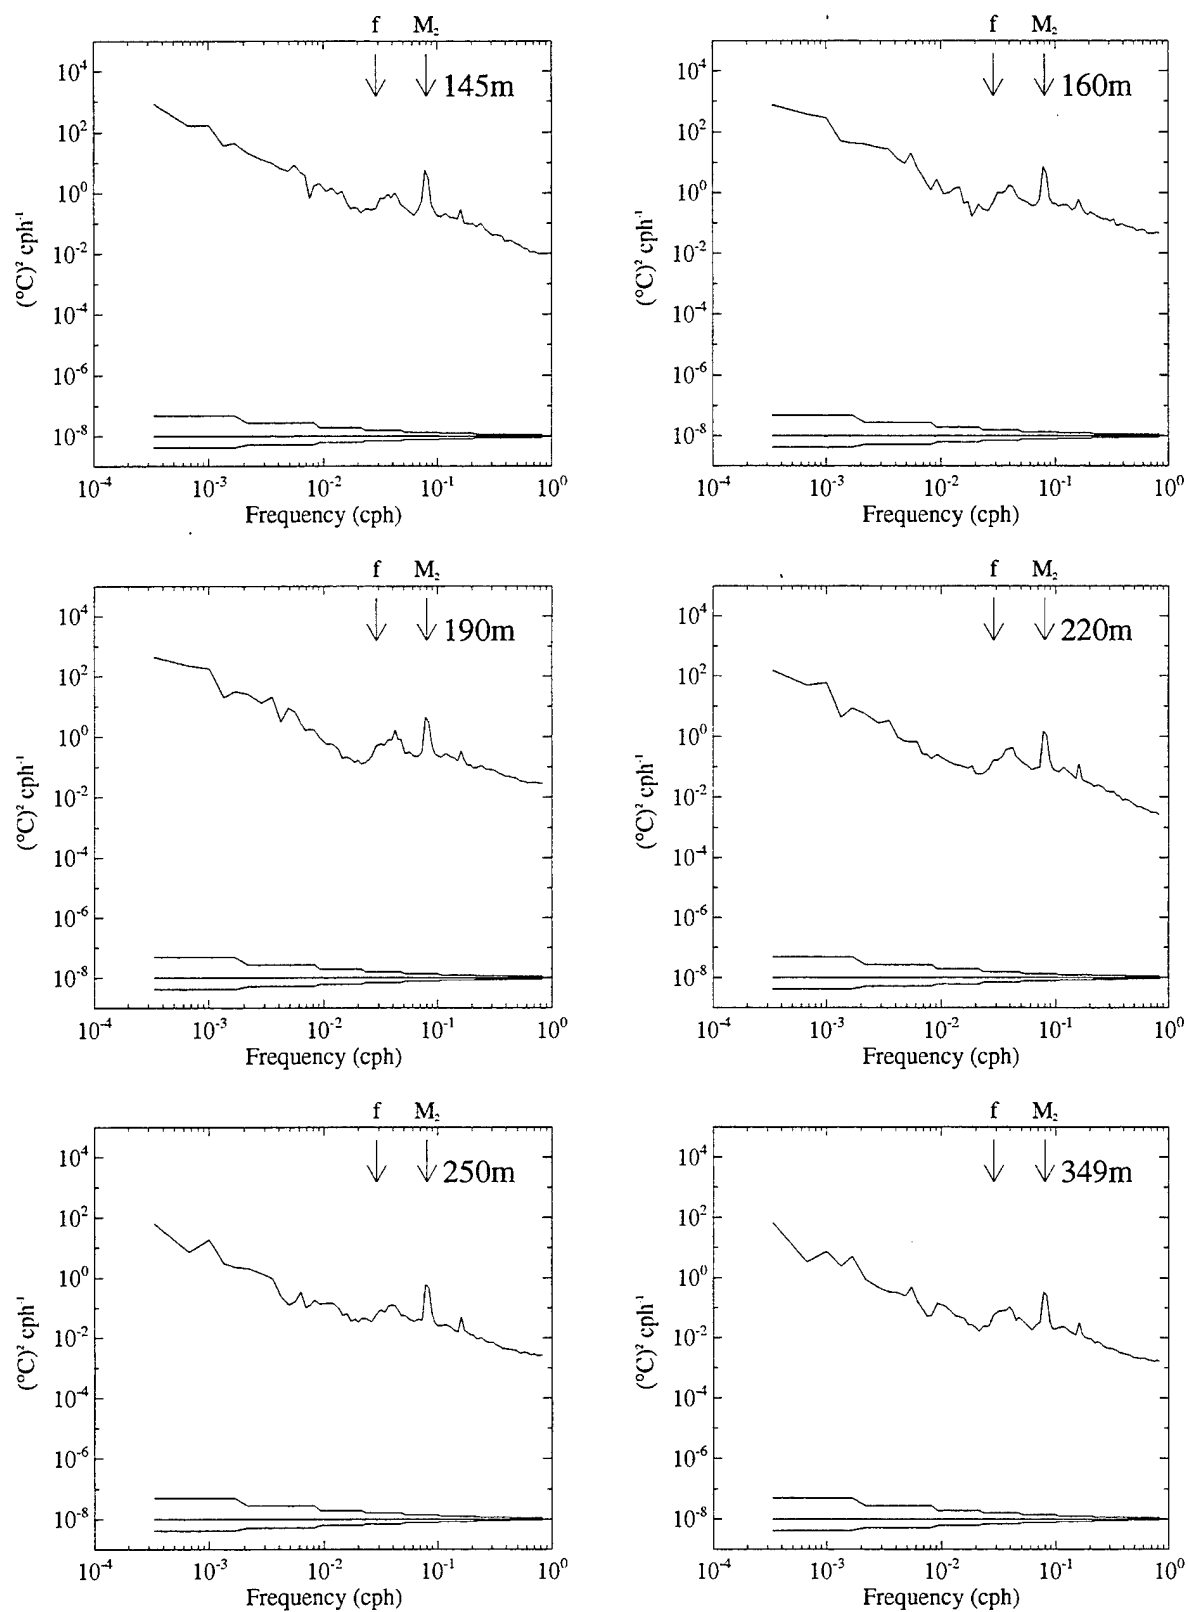 f M₂
145m
10⁴
10²
10⁰
10⁻²
10⁻⁴
10⁻⁶
10⁻⁸
(°C)² cph⁻¹
10⁻⁴ 10⁻³ 10⁻² 10⁻¹ 10⁰
Frequency (cph)
f M₂
160m
10⁴
10²
10⁰
10⁻²
10⁻⁴
10⁻⁶
10⁻⁸
(°C)² cph⁻¹
10⁻⁴ 10⁻³ 10⁻² 10⁻¹ 10⁰
Frequency (cph)
f M₂
190m
10⁴
10²
10⁰
10⁻²
10⁻⁴
10⁻⁶
10⁻⁸
(°C)² cph⁻¹
10⁻⁴ 10⁻³ 10⁻² 10⁻¹ 10⁰
Frequency (cph)
f M₂
220m
10⁴
10²
10⁰
10⁻²
10⁻⁴
10⁻⁶
10⁻⁸
(°C)² cph⁻¹
10⁻⁴ 10⁻³ 10⁻² 10⁻¹ 10⁰
Frequency (cph)
f M₂
250m
10⁴
10²
10⁰
10⁻²
10⁻⁴
10⁻⁶
10⁻⁸
(°C)² cph⁻¹
10⁻⁴ 10⁻³ 10⁻² 10⁻¹ 10⁰
Frequency (cph)
f M₂
349m
10⁴
10²
10⁰
10⁻²
10⁻⁴
10⁻⁶
10⁻⁸
(°C)² cph⁻¹
10⁻⁴ 10⁻³ 10⁻² 10⁻¹ 10⁰
Frequency (cph)